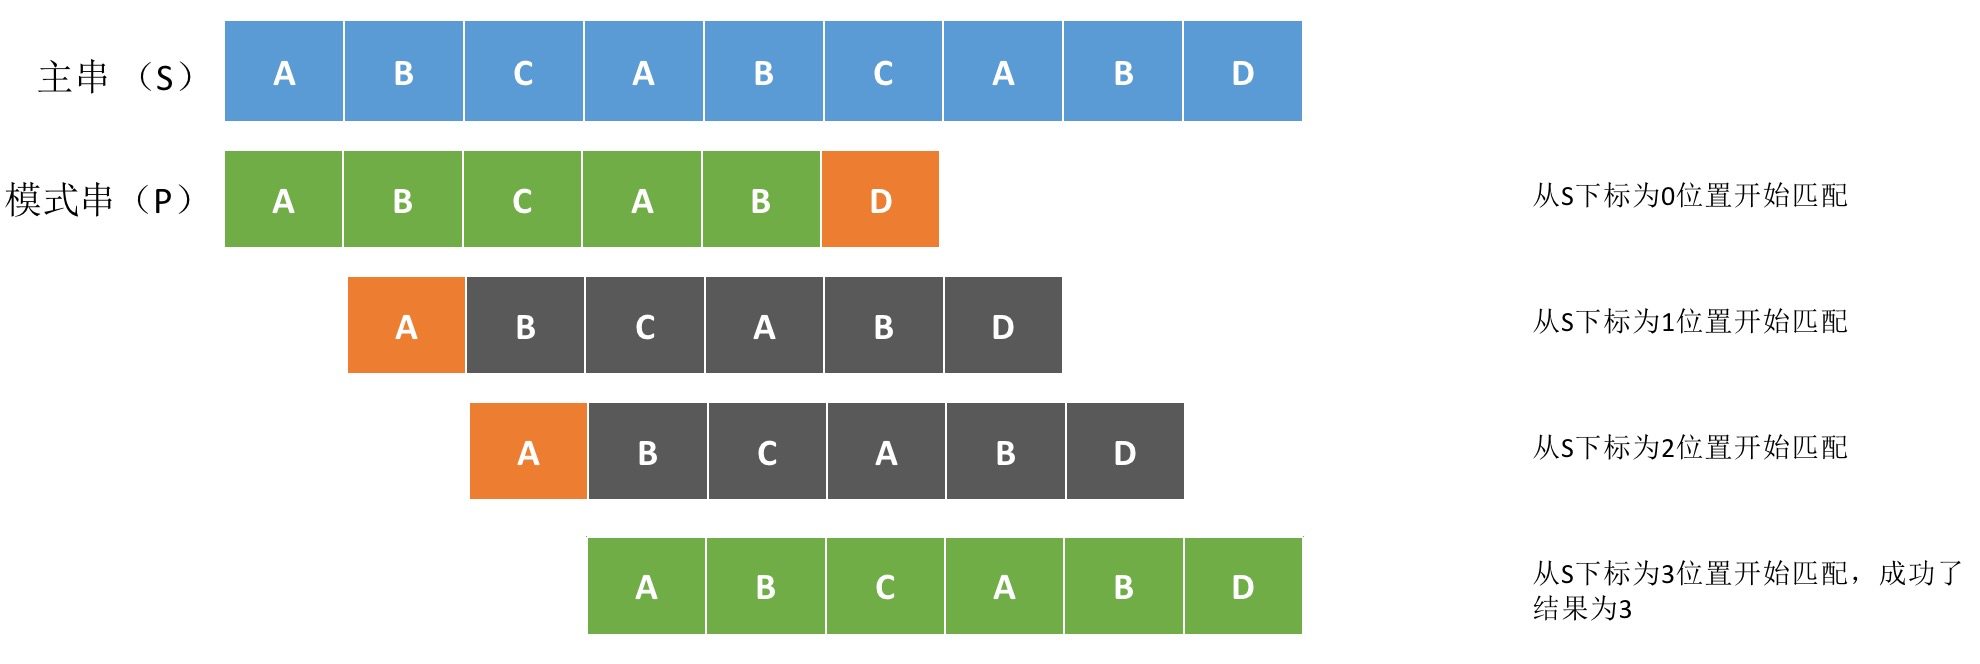 主串 （S） A B C A B C A B D
模式串（P） A B C A B D 从S下标为0位置开始匹配
A B C A B D 从S下标为1位置开始匹配
A B C A B D 从S下标为2位置开始匹配
A B C A B D 从S下标为3位置开始匹配，成功了
结果为3